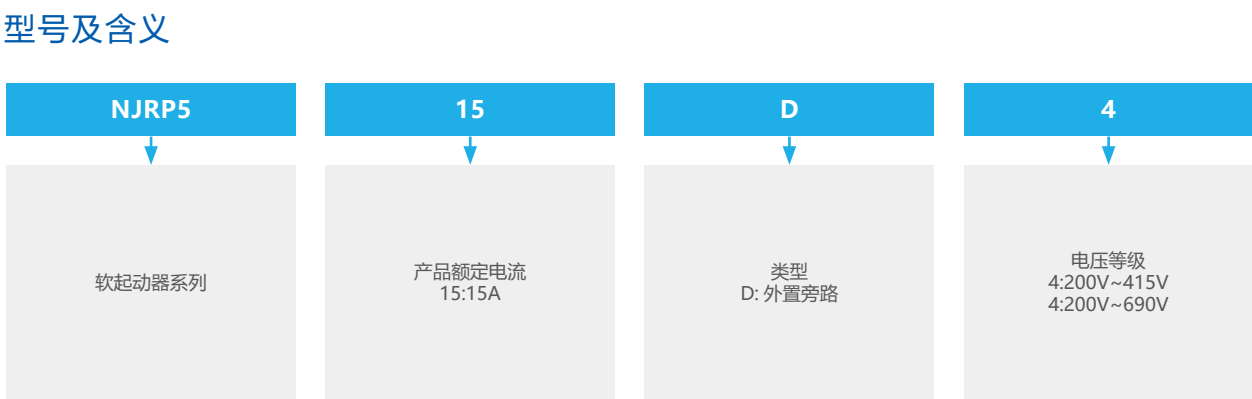 型号及含义
NJRP5
15
D
4
软起动器系列
产品额定电流
15:15A
类型
D: 外置旁路
电压等级
4:200V~415V
4:200V~690V